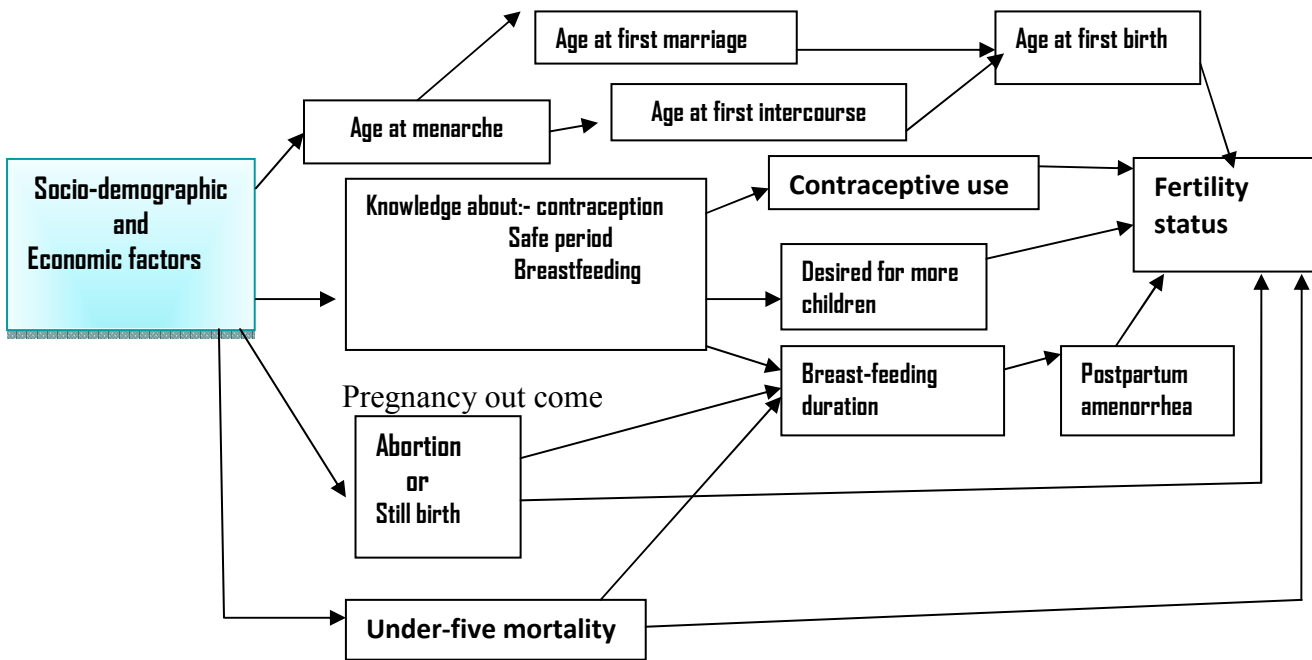 Age at first marriage
Age at first birth
Age at menarche
Age at first intercourse
Socio-demographic
and
Economic factors
Knowledge about:- contraception
Safe period
Breastfeeding
Contraceptive use
Fertility
status
Desired for more
children
Breast-feeding
duration
Postpartum
amenorrhea
Pregnancy out come
Abortion
or
Still birth
Under-five mortality